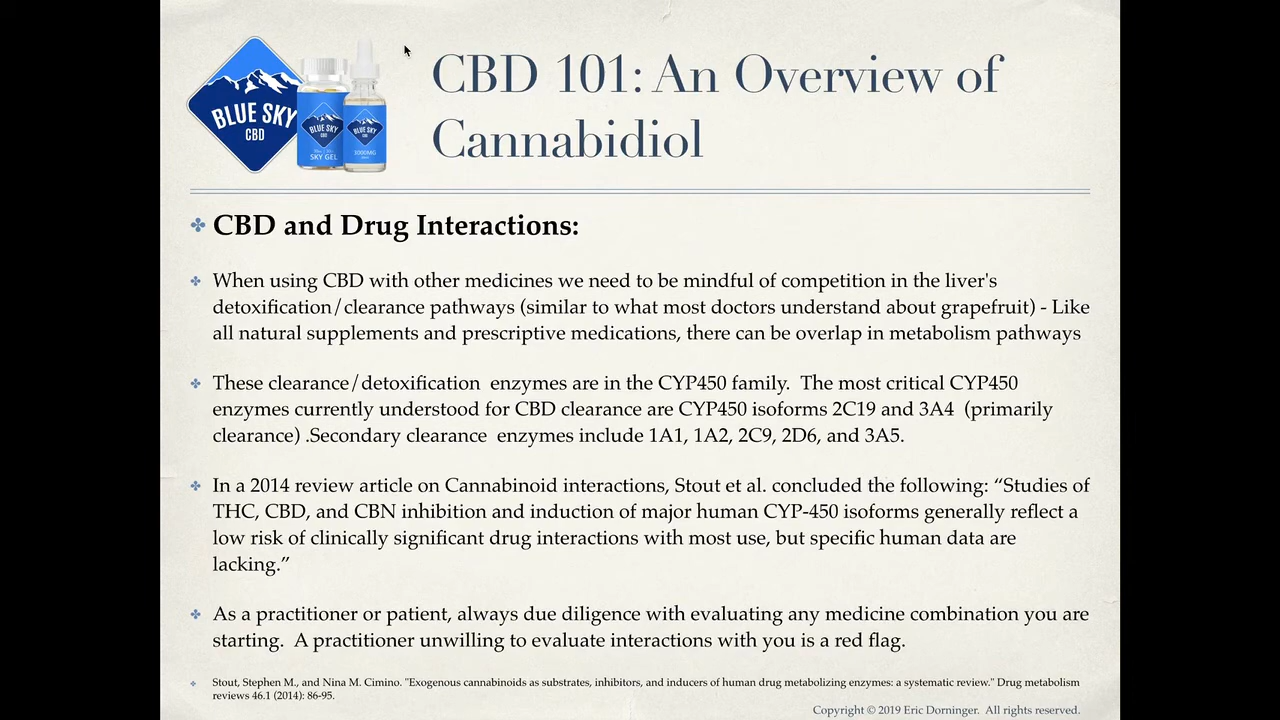 CBD 101: An Overview of
Cannabidiol
BLUE SKY
CBD
BLUE SKY
CBD
SKY GEL
BLUE SKY
3000MG
CBD and Drug Interactions:
When using CBD with other medicines we need to be mindful of competition in the liver's
detoxification/clearance pathways (similar to what most doctors understand about grapefruit) - Like
all natural supplements and prescriptive medications, there can be overlap in metabolism pathways
These clearance/detoxification  enzymes are in the CYP450 family.  The most critical CYP450
enzymes currently understood for CBD clearance are CYP450 isoforms 2C19 and 3A4  (primarily
clearance) .Secondary clearance  enzymes include 1A1, 1A2, 2C9, 2D6, and 3A5.
In a 2014 review article on Cannabinoid interactions, Stout et al. concluded the following: “Studies of
THC, CBD, and CBN inhibition and induction of major human CYP-450 isoforms generally reflect a
low risk of clinically significant drug interactions with most use, but specific human data are
lacking.”
As a practitioner or patient, always due diligence with evaluating any medicine combination you are
starting.  A practitioner unwilling to evaluate interactions with you is a red flag.
Stout, Stephen M., and Nina M. Cimino. "Exogenous cannabinoids as substrates, inhibitors, and inducers of human drug metabolizing enzymes: a systematic review." Drug metabolism
reviews 46.1 (2014): 86-95.
Copyright © 2019 Eric Dorninger.  All rights reserved.